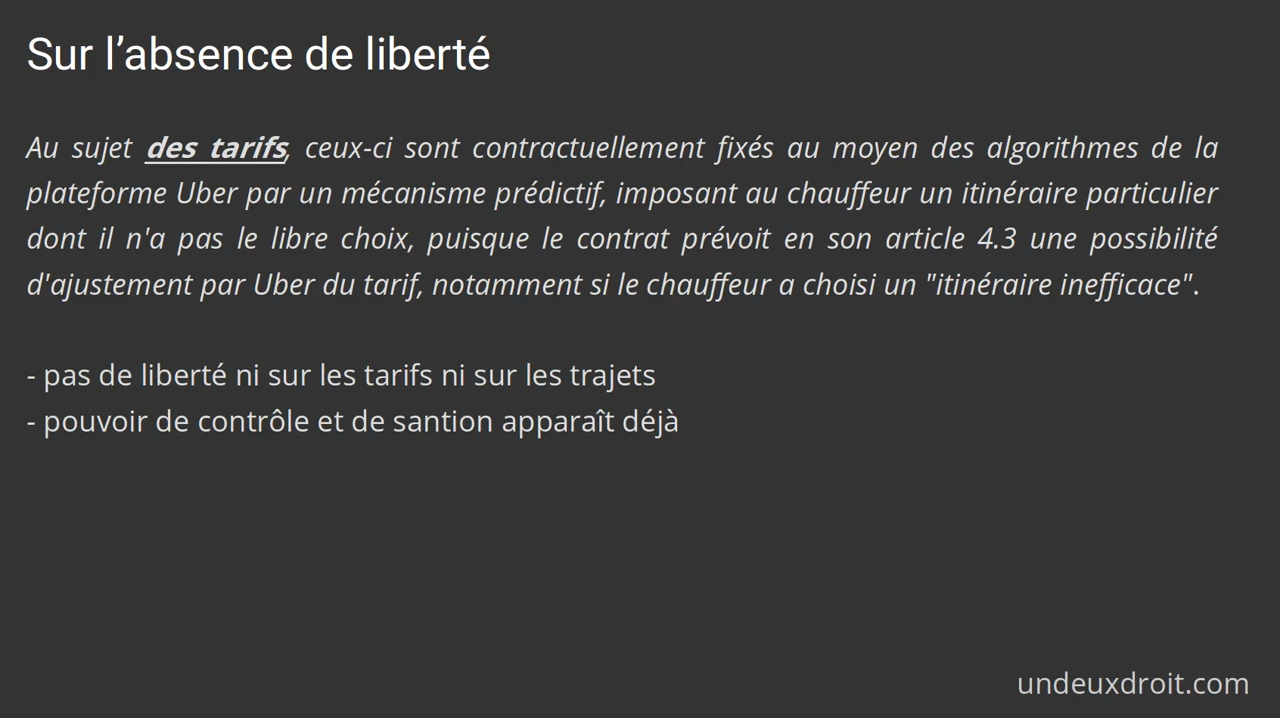 Sur l’absence de liberté
Au sujet des tarifs, ceux-ci sont contractuellement fixés au moyen des algorithmes de la
plateforme Uber par un mécanisme prédictif, imposant au chauffeur un itinéraire particulier
dont il n'a pas le libre choix, puisque le contrat prévoit en son article 4.3 une possibilité
d'ajustement par Uber du tarif, notamment si le chauffeur a choisi un "itinéraire inefficace".
- pas de liberté ni sur les tarifs ni sur les trajets
- pouvoir de contrôle et de santion apparaît déjà
undeuxdroit.com